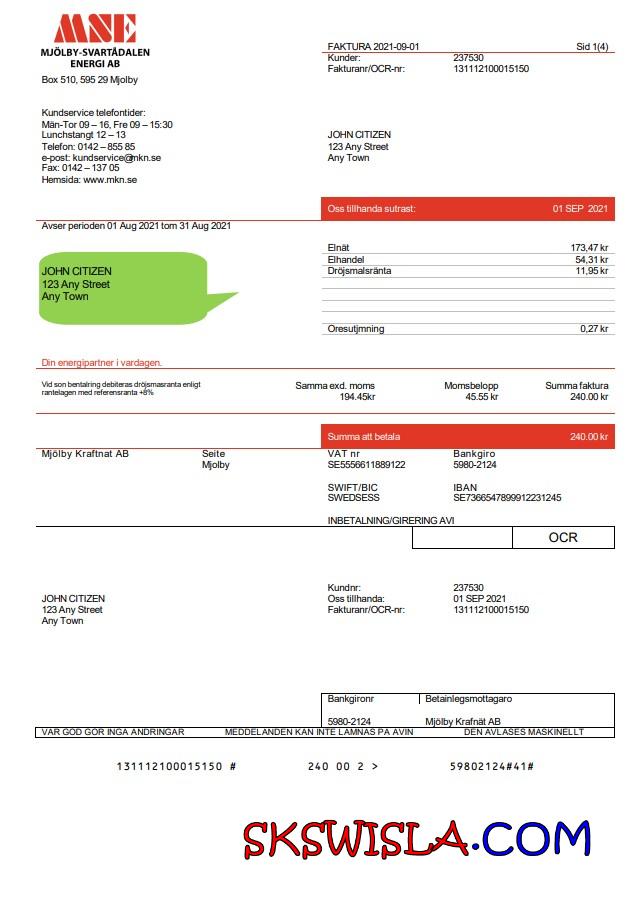 MSE
MJÖLBY-SVARTÅDALEN
ENERGI AB
Box 510, 595 29 Mjolby
FAKTURA 2021-09-01 Sid 1(4)
Kunder: 237530
Fakturanr/OCR-nr: 131112100015150
Kundservice telefontider:
Män-Tor 09 – 16, Fre 09 – 15:30
Lunchstangt 12 – 13
Telefon: 0142 – 855 85
e-post: kundservice@mkn.se
Fax: 0142 – 137 05
Hemsida: www.mkn.se
JOHN CITIZEN
123 Any Street
Any Town
Oss tillhanda sutrast: 01 SEP 2021
Avser perioden 01 Aug 2021 tom 31 Aug 2021
JOHN CITIZEN
123 Any Street
Any Town
Elnät 173,47 kr
Elhandel 54,31 kr
Dröjsmalsränta 11,95 kr
Oresutjmning 0,27 kr
Din energipartner i vardagen.
Vid son bentalring debiteras dröjsmasranta enligt
rantelagen med referensranta +8%
Samma exd. moms Momsbelopp Summa faktura
194.45kr 45.55 kr 240.00 kr
Summa att betala 240.00 kr
Mjölby Kraftnat AB Seite
Mjolby
VAT nr Bankgiro
SE5556611889122 5980-2124
SWIFT/BIC IBAN
SWEDSESS SE7366547899912231245
INBETALNING/GIRERING AVI
OCR
JOHN CITIZEN
123 Any Street
Any Town
Kundnr: 237530
Oss tillhanda: 01 SEP 2021
Fakturanr/OCR-nr: 131112100015150
Bankgironr Betainlegsmottagaro
5980-2124 Mjölby Krafnät AB
VAR GOD GOR INGA ANDRINGAR MEDDELANDEN KAN INTE LAMNAS PA AVIN DEN AVLASES MASKINELLT
131112100015150 # 240 00 2 > 59802124#41#
SKSWISLA.COM